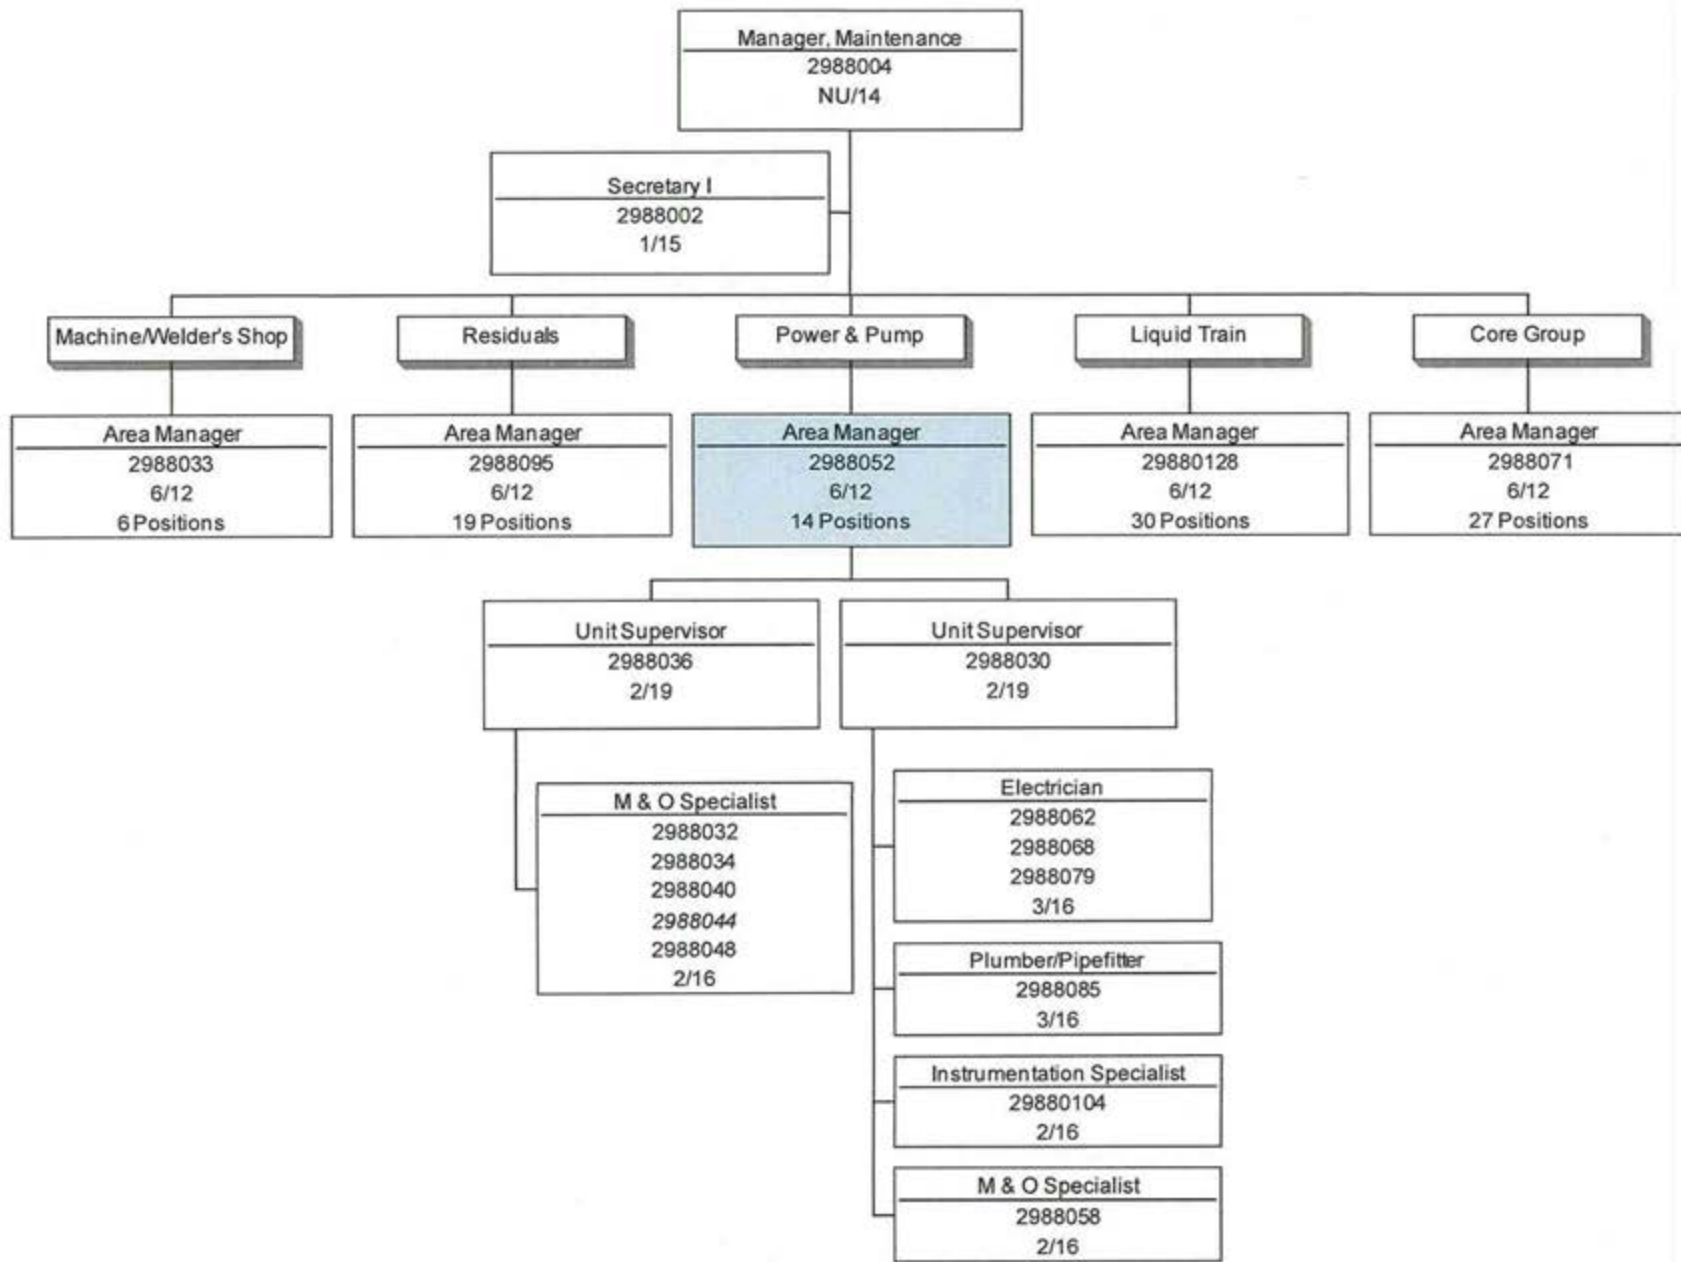 Manager, Maintenance
2988004
NU/14
Secretary I
2988002
1/15
Machine/Welder's Shop
Residuals
Power & Pump
Liquid Train
Core Group
Area Manager
2988033
6/12
6 Positions
Area Manager
2988095
6/12
19 Positions
Area Manager
2988052
6/12
14 Positions
Area Manager
29880128
6/12
30 Positions
Area Manager
2988071
6/12
27 Positions
Unit Supervisor
2988036
2/19
Unit Supervisor
2988030
2/19
M & O Specialist
2988032
2988034
2988040
2988044
2988048
2/16
Electrician
2988062
2988068
2988079
3/16
Plumber/Pipefitter
2988085
3/16
Instrumentation Specialist
29880104
2/16
M & O Specialist
2988058
2/16